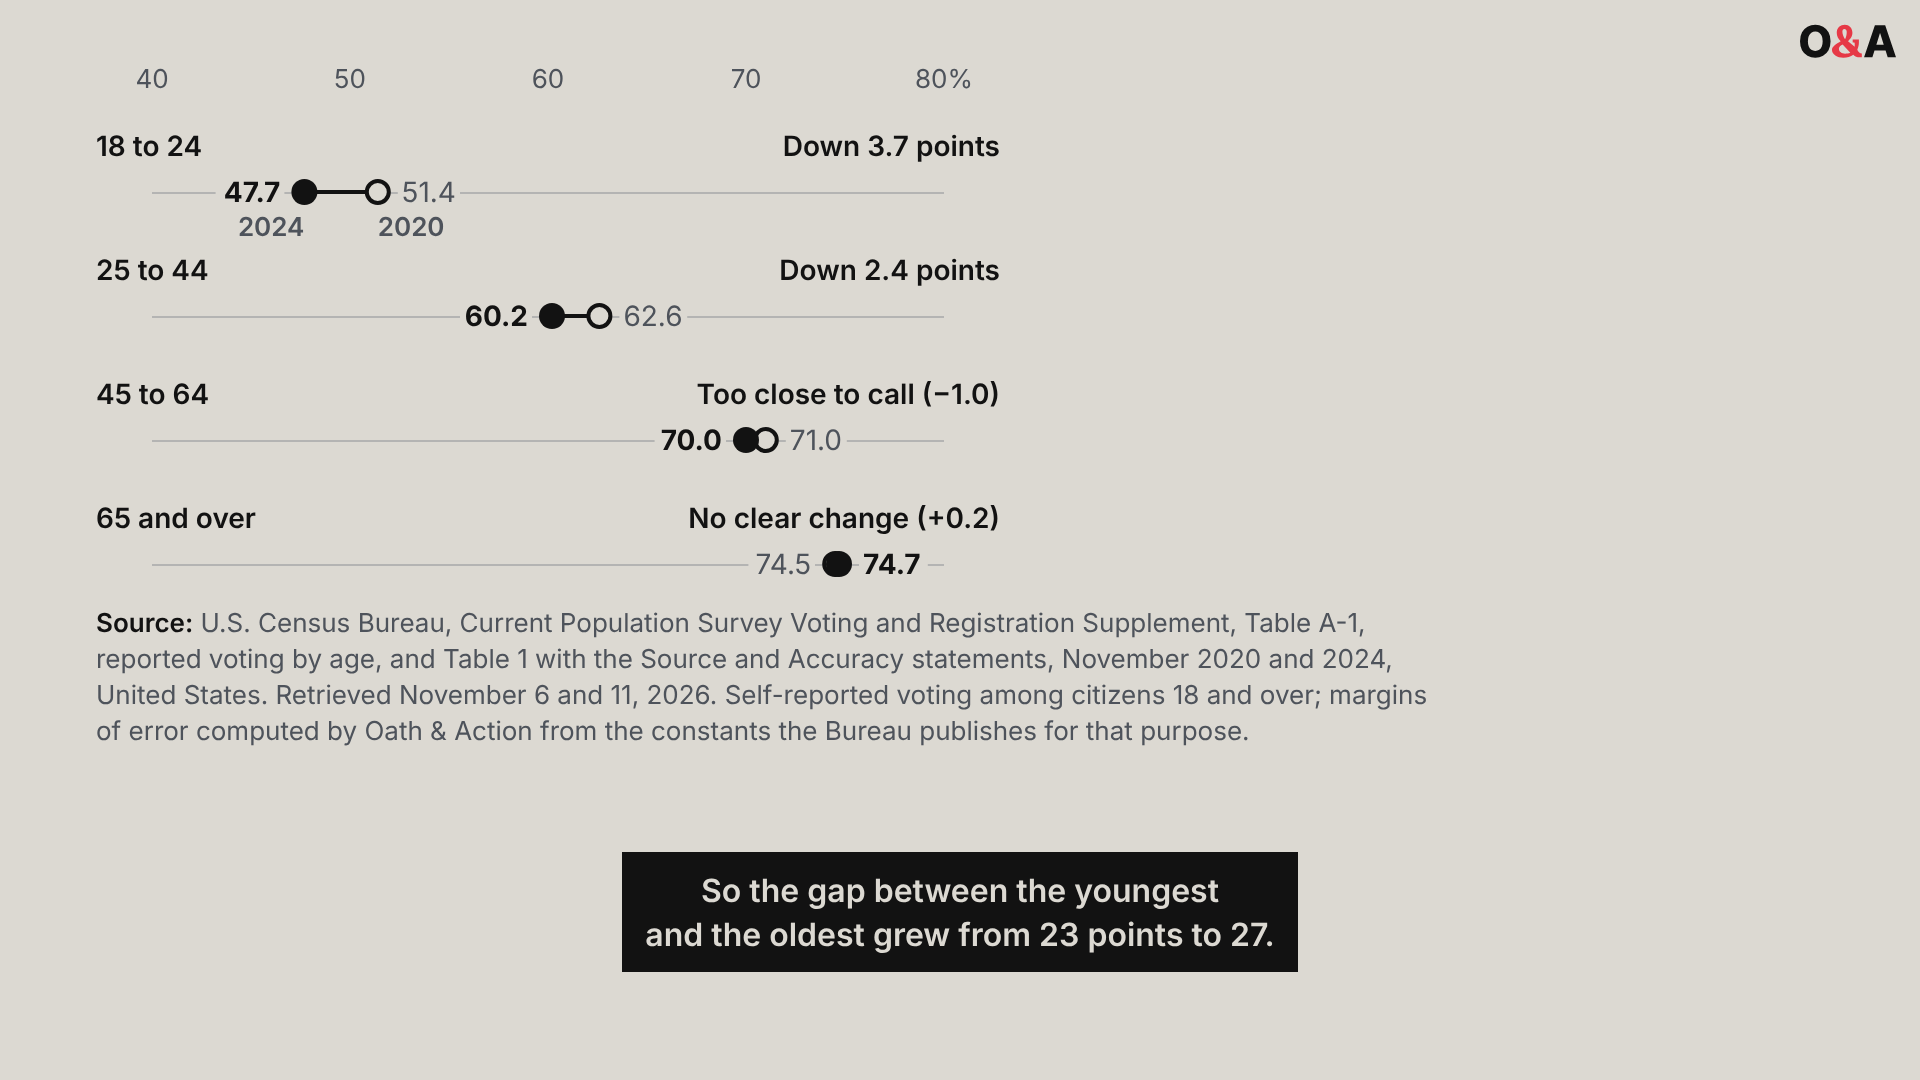 O&A
40 50 60 70 80%
18 to 24 Down 3.7 points
47.7 51.4
2024 2020
25 to 44 Down 2.4 points
60.2 62.6
45 to 64 Too close to call (−1.0)
70.0 71.0
65 and over No clear change (+0.2)
74.5 74.7
Source: U.S. Census Bureau, Current Population Survey Voting and Registration Supplement, Table A-1,
reported voting by age, and Table 1 with the Source and Accuracy statements, November 2020 and 2024,
United States. Retrieved November 6 and 11, 2026. Self-reported voting among citizens 18 and over; margins
of error computed by Oath & Action from the constants the Bureau publishes for that purpose.
So the gap between the youngest
and the oldest grew from 23 points to 27.